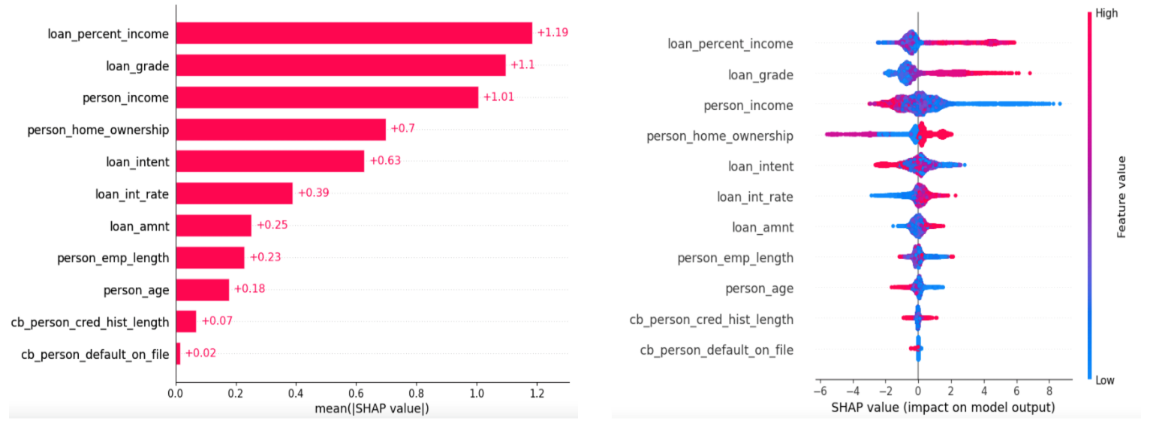 loan_percent_income +1.19
loan_grade +1.1
person_income +1.01
person_home_ownership +0.7
loan_intent +0.63
loan_int_rate +0.39
loan_amnt +0.25
person_emp_length +0.23
person_age +0.18
cb_person_cred_hist_length +0.07
cb_person_default_on_file +0.02
0.0 0.2 0.4 0.6 0.8 1.0 1.2
mean(|SHAP value|)
High
loan_percent_income
loan_grade
person_income
person_home_ownership
loan_intent
loan_int_rate
loan_amnt
person_emp_length
person_age
cb_person_cred_hist_length
cb_person_default_on_file
Low
−6 −4 −2 0 2 4 6 8
SHAP value (impact on model output)
Feature value